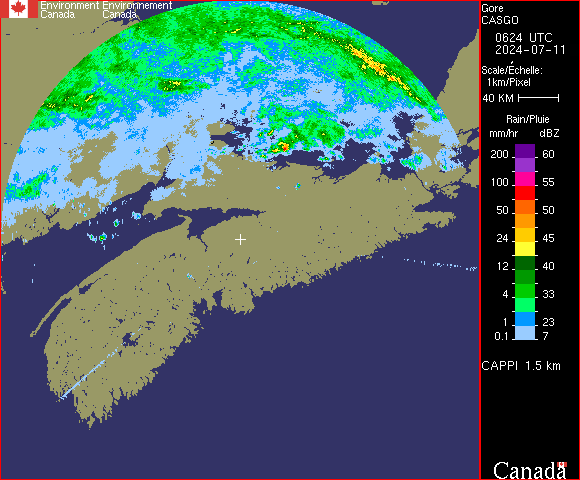 Environment Environnement
Canada Canada
Gore
CASGO
0624 UTC
2024-07-11
Scale/Échelle:
1km/Pixel
40 KM
Rain/Pluie
mm/hr dBZ
200 60
100 55
50 50
24 45
12 40
4 33
1 23
0.1 7
CAPPI 1.5 km
Canada